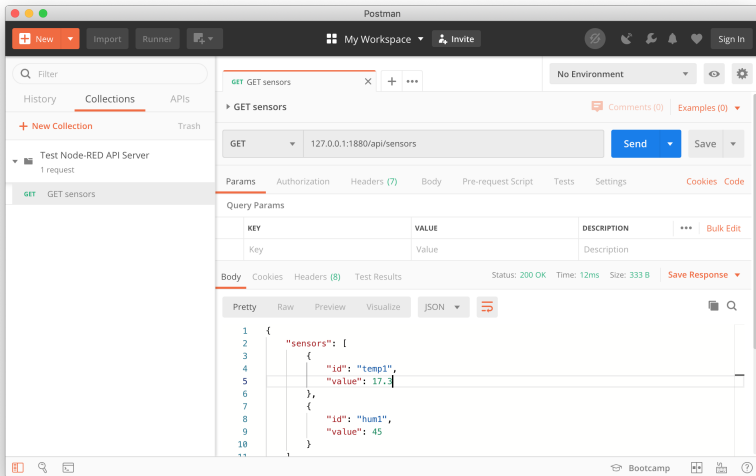 Postman
New Import Runner My Workspace Invite Sign In
Filter
History Collections APIs
+ New Collection Trash
Test Node-RED API Server
1 request
GET GET sensors
GET GET sensors
No Environment
GET sensors
Comments (0) Examples (0)
GET 127.0.0.1:1880/api/sensors Send Save
Params Authorization Headers (7) Body Pre-request Script Tests Settings Cookies Code
Query Params
KEY VALUE DESCRIPTION Bulk Edit
Key Value Description
Body Cookies Headers (8) Test Results Status: 200 OK Time: 12ms Size: 333 B Save Response
Pretty Raw Preview Visualize JSON
1 {
2 "sensors": [
3 {
4 "id": "temp1",
5 "value": 17.3
6 },
7 {
8 "id": "hum1",
9 "value": 45
10 }
11 ]
Bootcamp